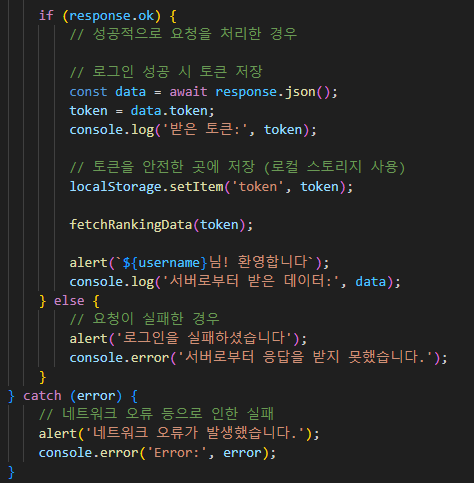 if (response.ok) {
// 성공적으로 요청을 처리한 경우
// 로그인 성공 시 토큰 저장
const data = await response.json();
token = data.token;
console.log('받은 토큰:', token);
// 토큰을 안전한 곳에 저장 (로컬 스토리지 사용)
localStorage.setItem('token', token);
fetchRankingData(token);
alert(`${username}님! 환영합니다`);
console.log('서버로부터 받은 데이터:', data);
} else {
// 요청이 실패한 경우
alert('로그인을 실패하셨습니다');
console.error('서버로부터 응답을 받지 못했습니다.');
}
} catch (error) {
// 네트워크 오류 등으로 인한 실패
alert('네트워크 오류가 발생했습니다.');
console.error('Error:', error);
}